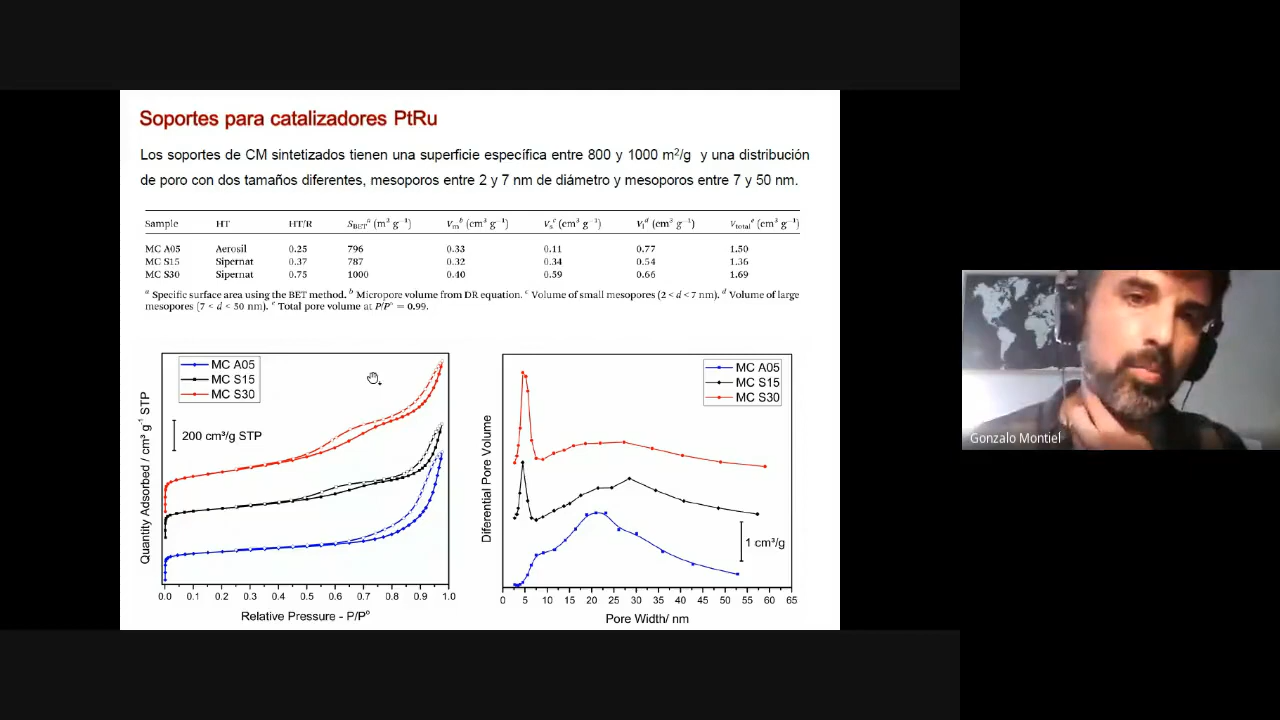 Soportes para catalizadores PtRu
Los soportes de CM sintetizados tienen una superficie específica entre 800 y 1000 m²/g y una distribución
de poro con dos tamaños diferentes, mesoporos entre 2 y 7 nm de diámetro y mesoporos entre 7 y 50 nm.
Sample HT HT/R S_BET^a (m² g⁻¹) V_m^b (cm³ g⁻¹) V_s^c (cm³ g⁻¹) V_l^d (cm³ g⁻¹) V_total^e (cm³ g⁻¹)
MC A05 Aerosil 0.25 796 0.33 0.11 0.77 1.50
MC S15 Sipernat 0.37 787 0.32 0.34 0.54 1.36
MC S30 Sipernat 0.75 1000 0.40 0.59 0.66 1.69
a Specific surface area using the BET method. b Micropore volume from DR equation. c Volume of small mesopores (2 < d < 7 nm). d Volume of large
mesopores (7 < d < 50 nm). e Total pore volume at P/P° = 0.99.
MC A05
MC S15
MC S30
200 cm³/g STP
Quantity Adsorbed / cm³ g⁻¹ STP
0.0 0.1 0.2 0.3 0.4 0.5 0.6 0.7 0.8 0.9 1.0
Relative Pressure - P/P°
MC A05
MC S15
MC S30
Diferential Pore Volume
1 cm³/g
0 5 10 15 20 25 30 35 40 45 50 55 60 65
Pore Width/ nm
Gonzalo Montiel